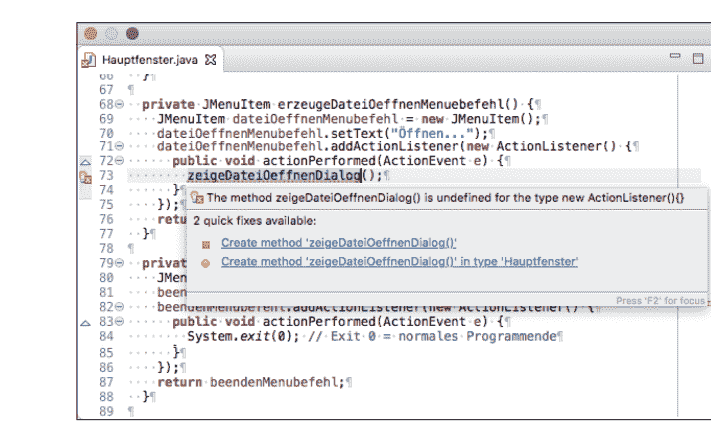 Hauptfenster.java
66 }¶
67 ¶
68 private JMenuItem erzeugeDateiOeffnenMenuebefehl() {¶
69 JMenuItem dateiOeffnenMenubefehl = new JMenuItem();¶
70 dateiOeffnenMenubefehl.setText("Öffnen...");¶
71 dateiOeffnenMenubefehl.addActionListener(new ActionListener() {¶
72 public void actionPerformed(ActionEvent e) {¶
73 zeigeDateiOeffnenDialog();¶
74 }
The method zeigeDateiOeffnenDialog() is undefined for the type new ActionListener(){}
75 });
2 quick fixes available:
76 retu
77 }
Create method 'zeigeDateiOeffnenDialog()'
78 ¶
Create method 'zeigeDateiOeffnenDialog()' in type 'Hauptfenster'
79 privat
80 JMe
81 been
Press 'F2' for focus
82 beendenMenubefehl.addActionListener(new ActionListener() {
83 public void actionPerformed(ActionEvent e) {¶
84 System.exit(0); // Exit 0 = normales Programmende¶
85 }¶
86 });¶
87 return beendenMenubefehl;¶
88 }¶
89 ¶